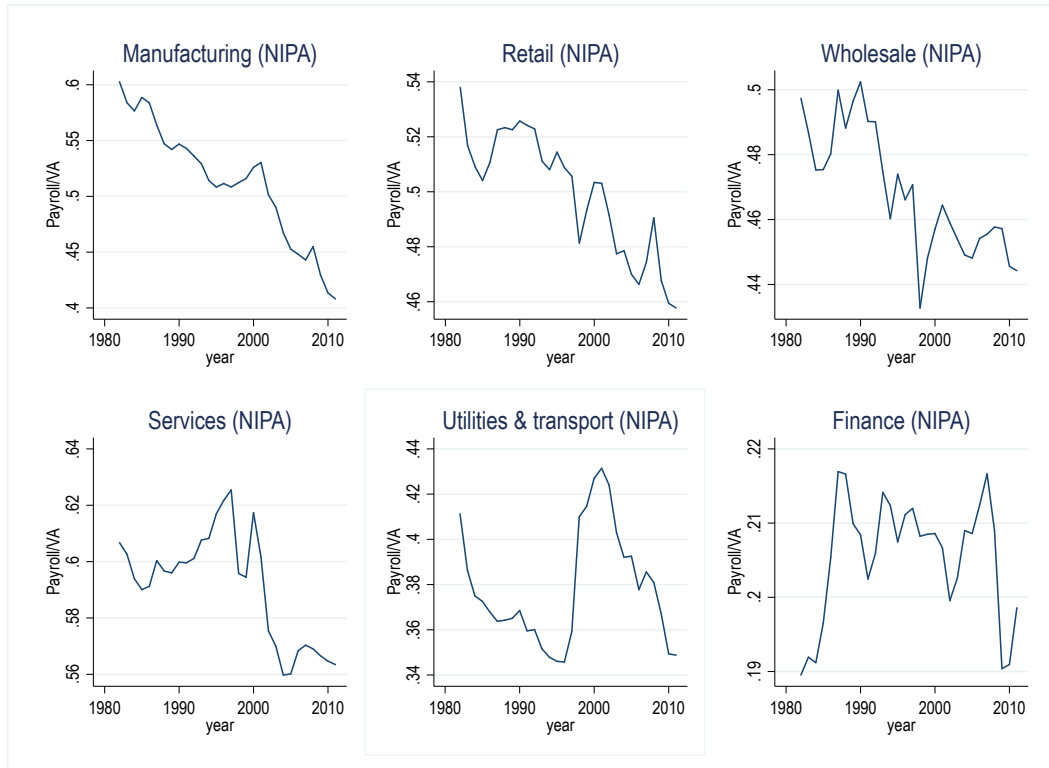 Manufacturing (NIPA)
Payroll/VA
.6
.55
.5
.45
.4
1980 1990 2000 2010
year
Retail (NIPA)
Payroll/VA
.54
.52
.5
.48
.46
1980 1990 2000 2010
year
Wholesale (NIPA)
Payroll/VA
.5
.48
.46
.44
1980 1990 2000 2010
year
Services (NIPA)
Payroll/VA
.64
.62
.6
.58
.56
1980 1990 2000 2010
year
Utilities & transport (NIPA)
Payroll/VA
.44
.42
.4
.38
.36
.34
1980 1990 2000 2010
year
Finance (NIPA)
Payroll/VA
.22
.21
.2
.19
1980 1990 2000 2010
year